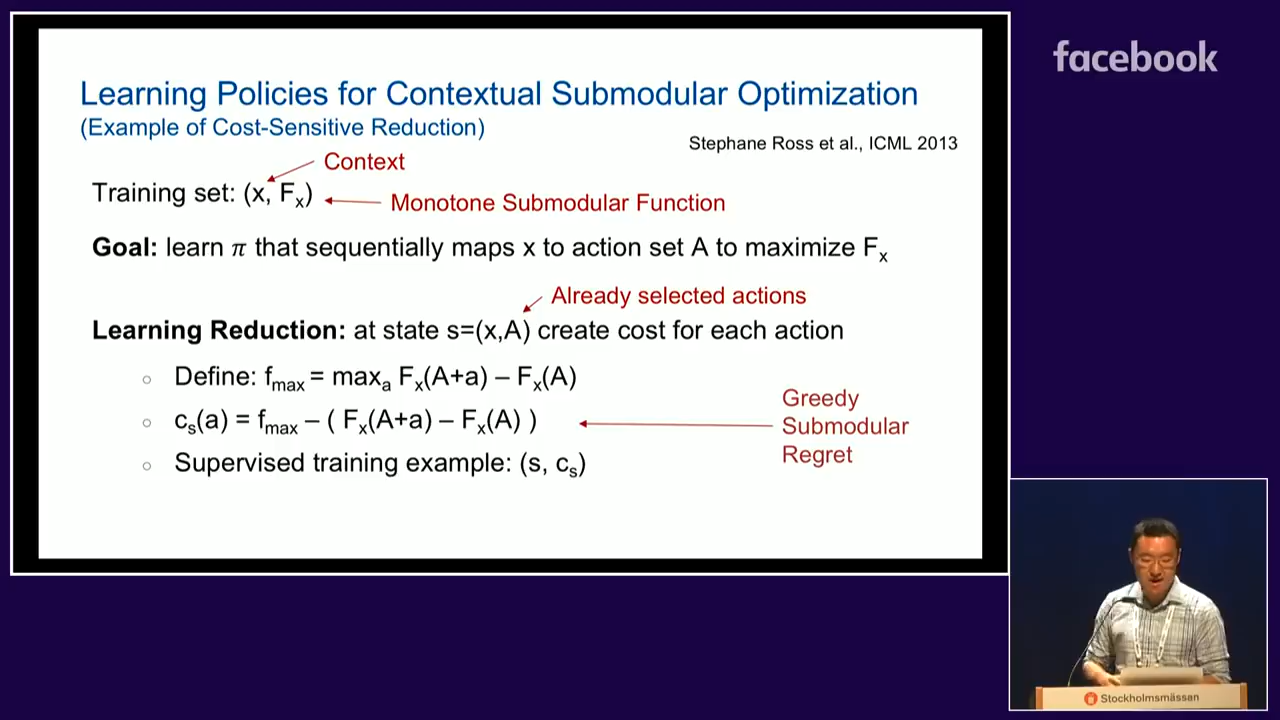 facebook
Learning Policies for Contextual Submodular Optimization
(Example of Cost-Sensitive Reduction)
Stephane Ross et al., ICML 2013
Context
Training set: (x, Fx)
Monotone Submodular Function
Goal: learn π that sequentially maps x to action set A to maximize Fx
Already selected actions
Learning Reduction: at state s=(x,A) create cost for each action
○ Define: fmax = maxa Fx(A+a) – Fx(A)
○ cs(a) = fmax – ( Fx(A+a) – Fx(A) )
Greedy
Submodular
Regret
○ Supervised training example: (s, cs)
Stockholmsmässan